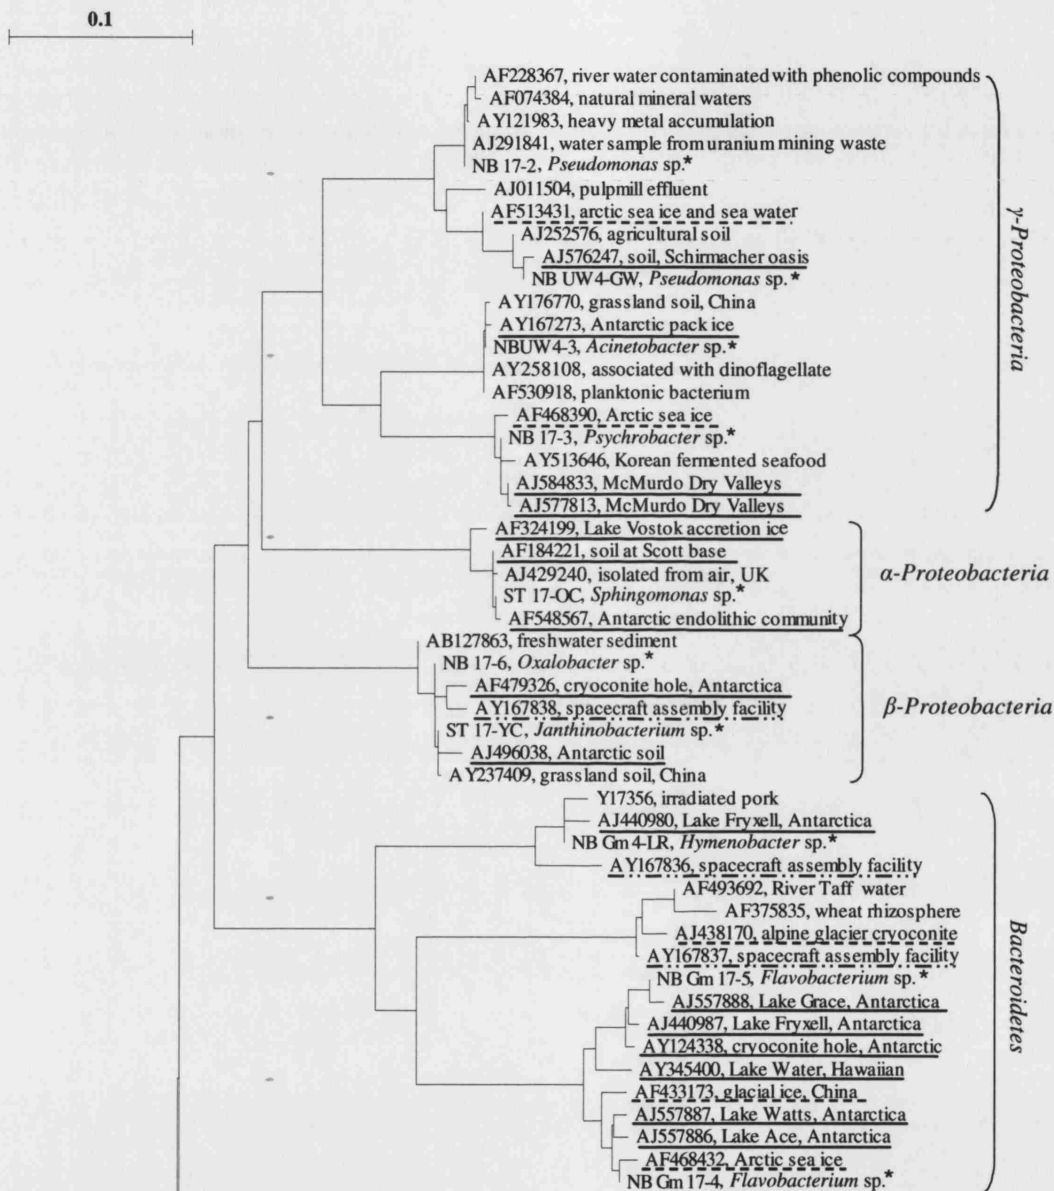 0.1
AF228367, river water contaminated with phenolic compounds
AF074384, natural mineral waters
AY121983, heavy metal accumulation
AJ291841, water sample from uranium mining waste
NB 17-2, Pseudomonas sp.*
AJ011504, pulpmill effluent
AF513431, arctic sea ice and sea water
AJ252576, agricultural soil
AJ576247, soil, Schirmacher oasis
NB UW4-GW, Pseudomonas sp.*
AY176770, grassland soil, China
AY167273, Antarctic pack ice
NBUW4-3, Acinetobacter sp.*
AY258108, associated with dinoflagellate
AF530918, planktonic bacterium
AF468390, Arctic sea ice
NB 17-3, Psychrobacter sp.*
AY513646, Korean fermented seafood
AJ584833, McMurdo Dry Valleys
AJ577813, McMurdo Dry Valleys
γ-Proteobacteria
AF324199, Lake Vostok accretion ice
AF184221, soil at Scott base
AJ429240, isolated from air, UK
ST 17-OC, Sphingomonas sp.*
AF548567, Antarctic endolithic community
α-Proteobacteria
AB127863, freshwater sediment
NB 17-6, Oxalobacter sp.*
AF479326, cryoconite hole, Antarctica
AY167838, spacecraft assembly facility
ST 17-YC, Janthinobacterium sp.*
AJ496038, Antarctic soil
AY237409, grassland soil, China
β-Proteobacteria
Y17356, irradiated pork
AJ440980, Lake Fryxell, Antarctica
NB Gm 4-LR, Hymenobacter sp.*
AY167836, spacecraft assembly facility
AF493692, River Taff water
AF375835, wheat rhizosphere
AJ438170, alpine glacier cryoconite
AY167837, spacecraft assembly facility
NB Gm 17-5, Flavobacterium sp.*
AJ557888, Lake Grace, Antarctica
AJ440987, Lake Fryxell, Antarctica
AY124338, cryoconite hole, Antarctic
AY345400, Lake Water, Hawaiian
AF433173, glacial ice, China
AJ557887, Lake Watts, Antarctica
AJ557886, Lake Ace, Antarctica
AF468432, Arctic sea ice
NB Gm 17-4, Flavobacterium sp.*
Bacteroidetes